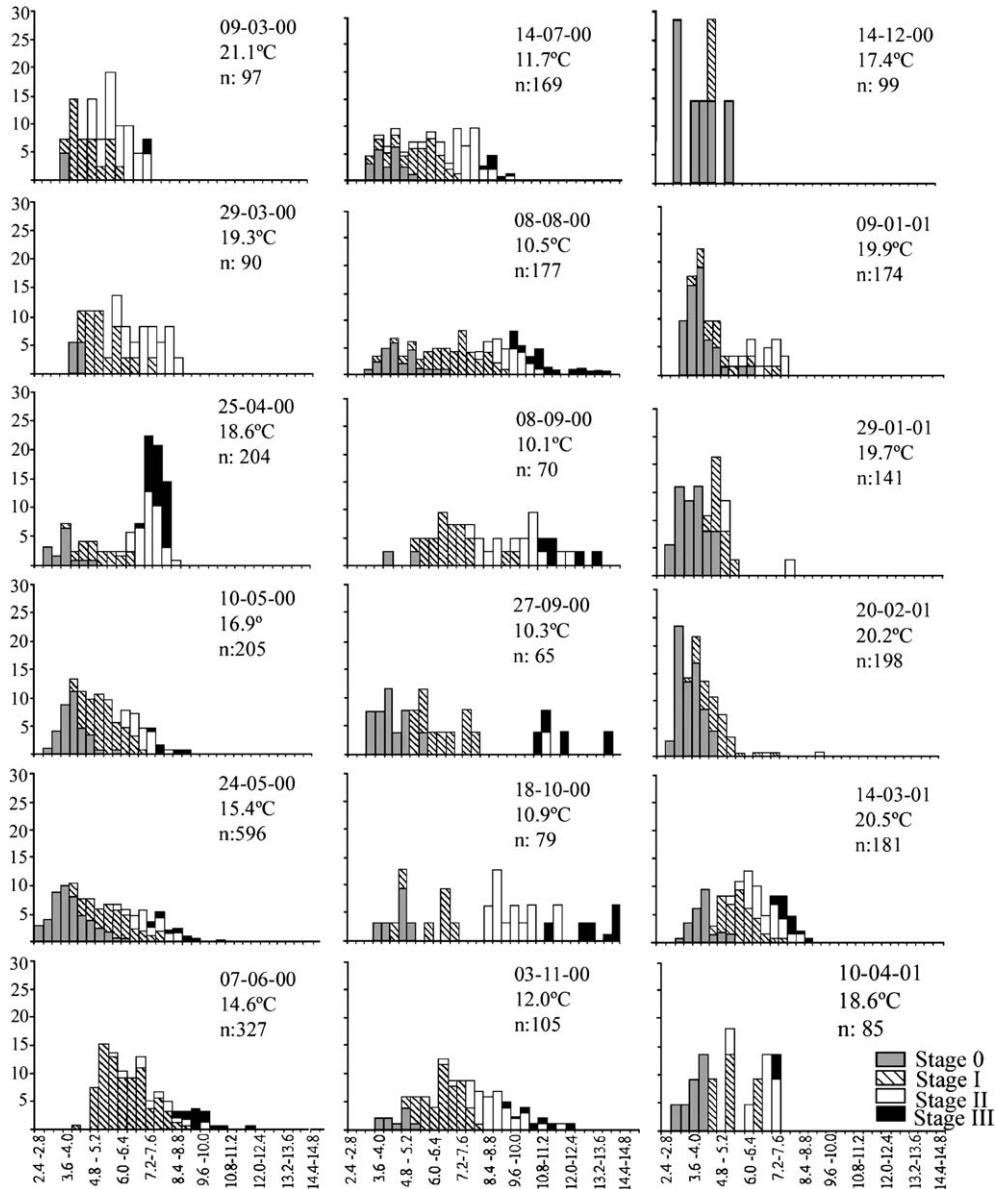 30
25
20
15
10
5
09-03-00
21.1ºC
n: 97
14-07-00
11.7ºC
n:169
14-12-00
17.4ºC
n: 99
30
25
20
15
10
5
29-03-00
19.3ºC
n: 90
08-08-00
10.5ºC
n:177
09-01-01
19.9ºC
n:174
30
25
20
15
10
5
25-04-00
18.6ºC
n: 204
08-09-00
10.1ºC
n: 70
29-01-01
19.7ºC
n:141
30
25
20
15
10
5
0
10-05-00
16.9º
n:205
27-09-00
10.3ºC
n: 65
20-02-01
20.2ºC
n:198
30
25
20
15
10
5
0
24-05-00
15.4ºC
n:596
18-10-00
10.9ºC
n: 79
14-03-01
20.5ºC
n:181
30
25
20
15
10
5
0
07-06-00
14.6ºC
n:327
03-11-00
12.0ºC
n:105
10-04-01
18.6ºC
n: 85
Stage 0
Stage I
Stage II
Stage III
2.4 -2.8
3.6 -4.0
4.8 - 5.2
6.0 -6.4
7.2-7.6
8.4 -8.8
9.6 -10.0
10.8-11.2
12.0-12.4
13.2-13.6
14.4-14.8
2.4 -2.8
3.6 -4.0
4.8 - 5.2
6.0 -6.4
7.2-7.6
8.4 -8.8
9.6 -10.0
10.8-11.2
12.0-12.4
13.2-13.6
14.4-14.8
2.4 -2.8
3.6 -4.0
4.8 - 5.2
6.0 -6.4
7.2-7.6
8.4 -8.8
9.6 -10.0
10.8-11.2
12.0-12.4
13.2-13.6
14.4-14.8